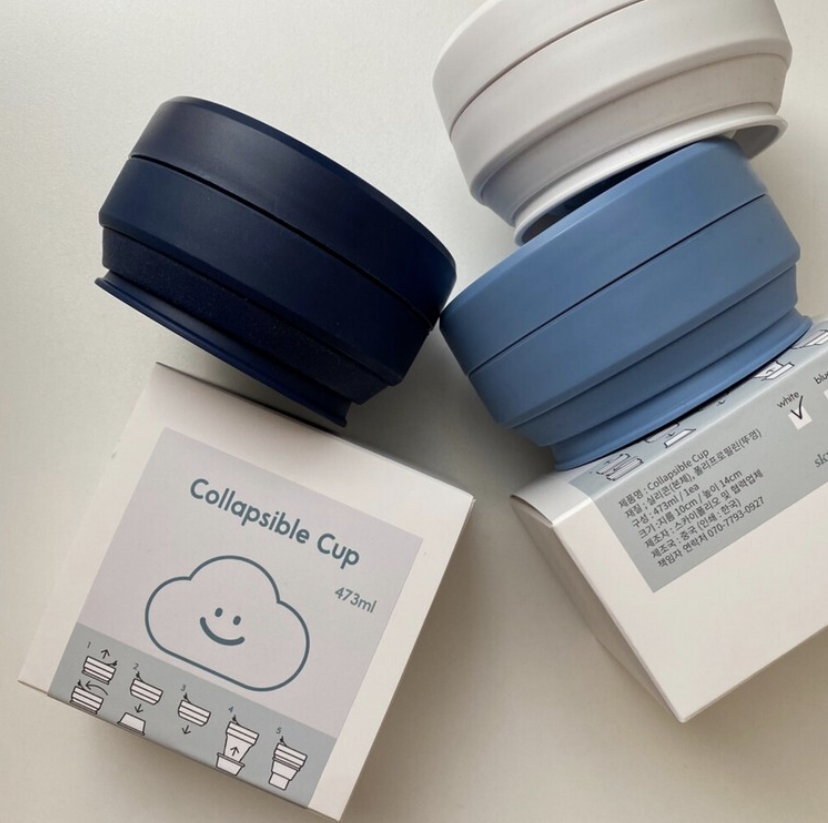 Collapsible Cup
473ml
1
2
3
4
5
white
제품명 : Collapsible Cup
재질 : 실리콘(본체), 폴리프로필린(뚜껑)
구성 : 473ml / 1ea
크기 :지름 10cm / 높이 14cm
제조자 : 스카이폴리오 및 협력업체
제조국 : 중국 (인쇄 : 한국)
책임자 연락처 070-7793-0927